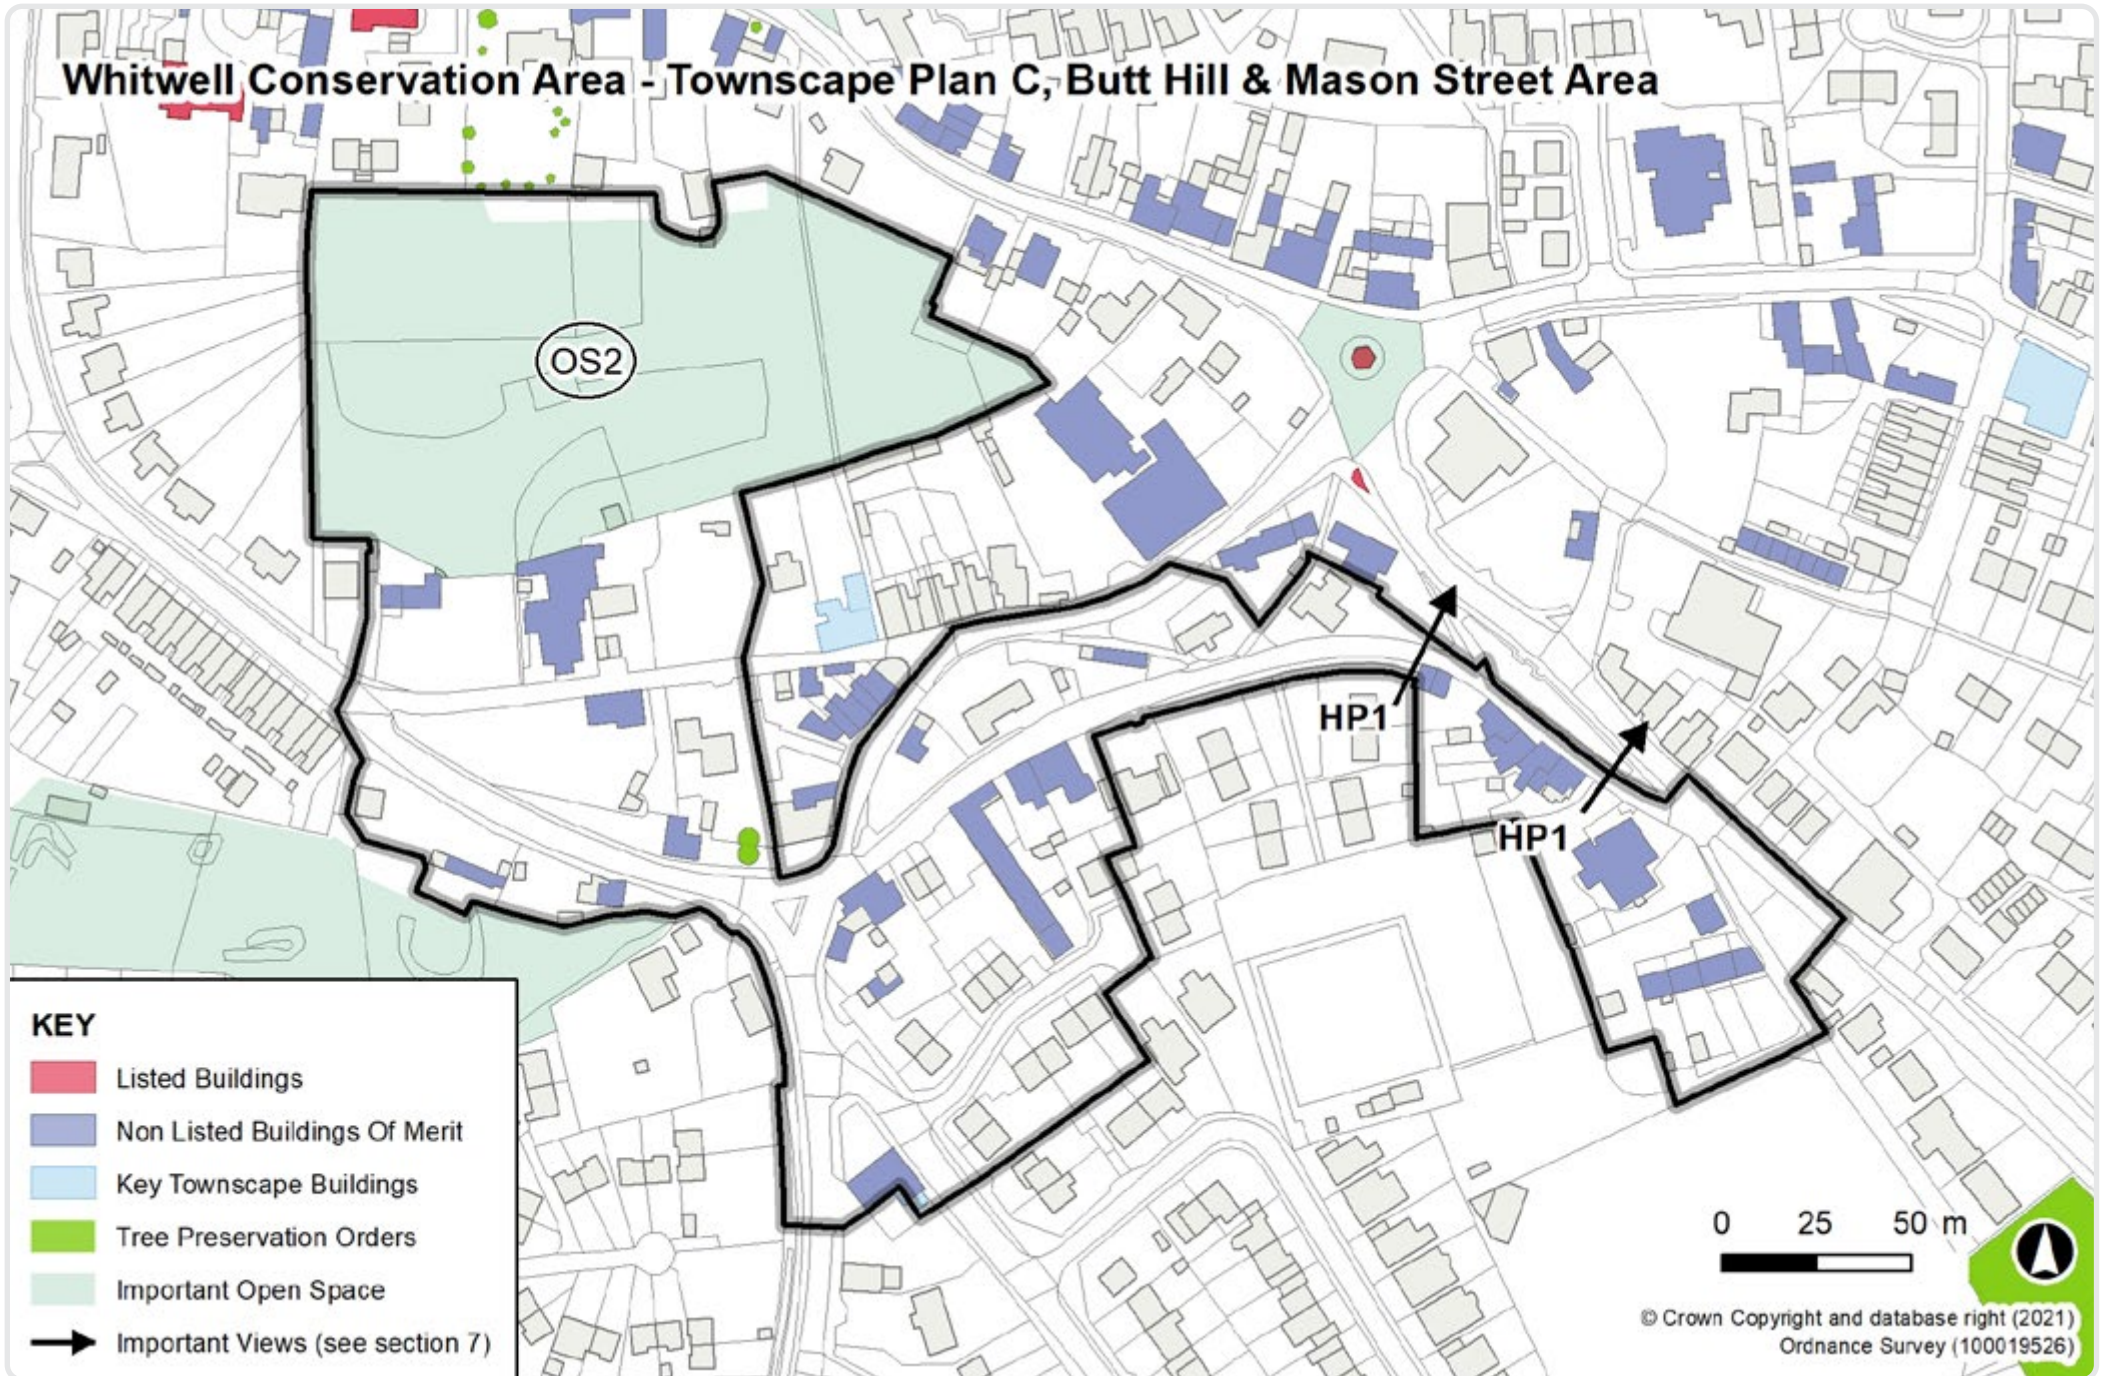 Whitwell Conservation Area - Townscape Plan C, Butt Hill & Mason Street Area
OS2
HP1
HP1
KEY
Listed Buildings
Non Listed Buildings Of Merit
Key Townscape Buildings
Tree Preservation Orders
Important Open Space
Important Views (see section 7)
0 25 50 m
© Crown Copyright and database right (2021)
Ordnance Survey (100019526)